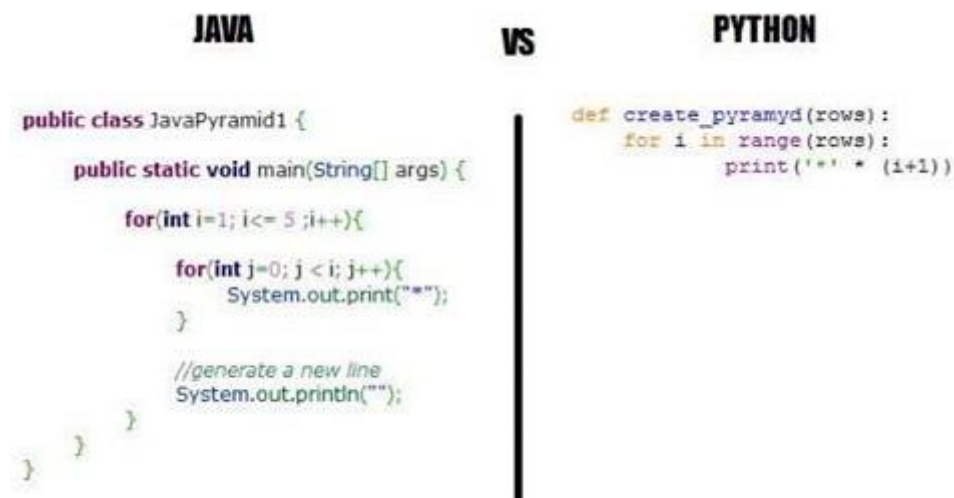 JAVA
VS
PYTHON
public class JavaPyramid1 {
public static void main(String[] args) {
for(int i=1; i<= 5 ;i++){
for(int j=0; j < i; j++){
System.out.print("*");
}
//generate a new line
System.out.println("");
}
}
}
def create_pyramyd(rows):
for i in range(rows):
print('*' * (i+1))